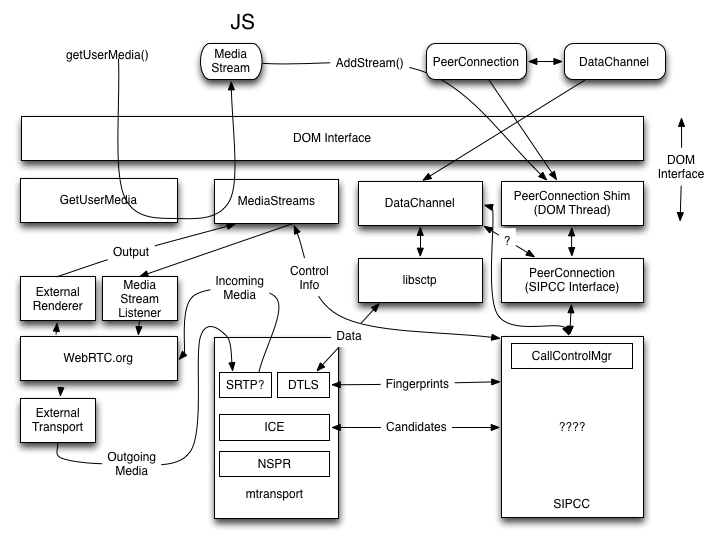 JS
getUserMedia()
Media
Stream
AddStream()
PeerConnection
DataChannel
DOM Interface
DOM
Interface
GetUserMedia
MediaStreams
DataChannel
PeerConnection Shim
(DOM Thread)
?
Output
External
Renderer
Media
Stream
Listener
Incoming
Media
Control
Info
libsctp
PeerConnection
(SIPCC Interface)
WebRTC.org
Data
CallControlMgr
SRTP?
DTLS
Fingerprints
External
Transport
ICE
Candidates
????
Outgoing
Media
NSPR
mtransport
SIPCC